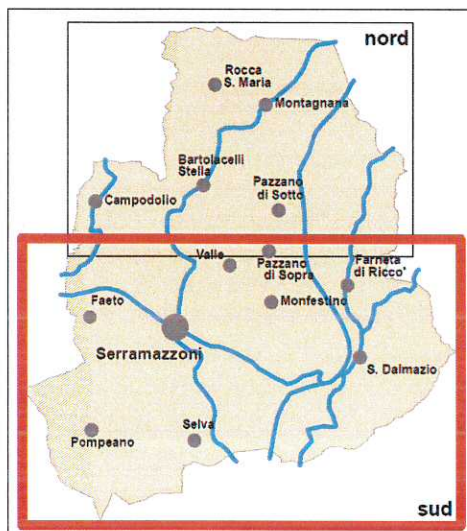 nord
Rocca
S. Maria
Montagnana
Bartolacelli
Stella
Campodolio
Pazzano
di Sotto
Valle
Pazzano
di Sopra
Farneta
di Ricco'
Faeto
Monfestino
Serramazzoni
S. Dalmazio
Pompeano
Selva
sud